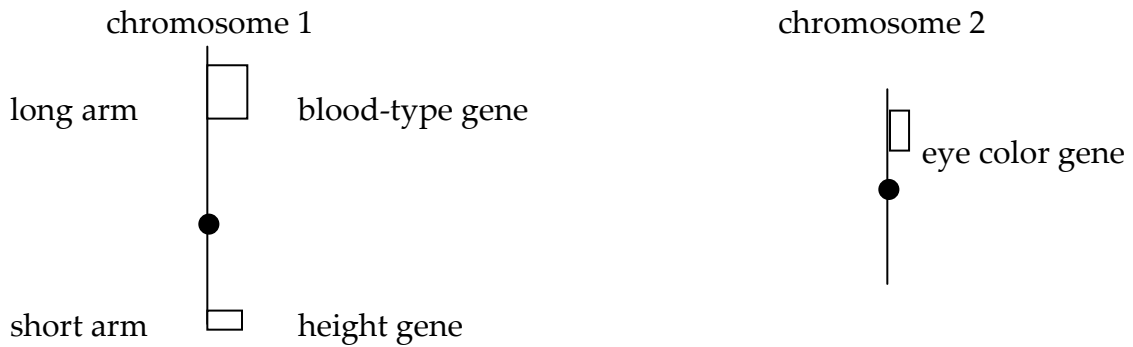 chromosome 1
chromosome 2
long arm
blood-type gene
eye color gene
short arm
height gene